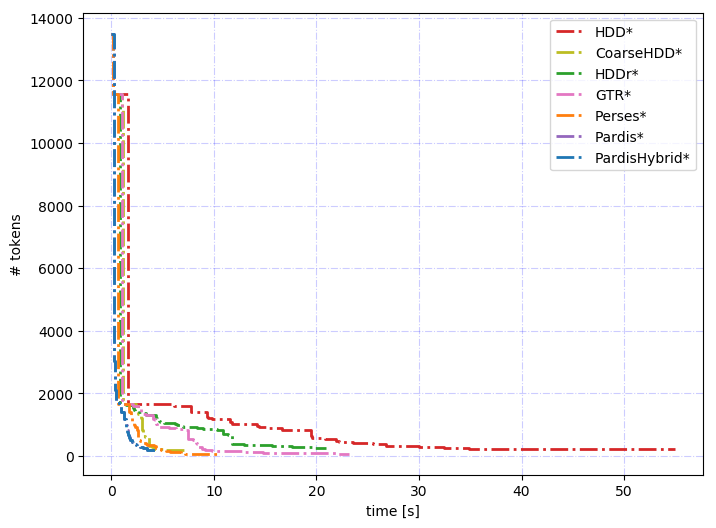 14000
12000
10000
8000
6000
4000
2000
0
# tokens
0
10
20
30
40
50
time [s]
HDD*
CoarseHDD*
HDDr*
GTR*
Perses*
Pardis*
PardisHybrid*